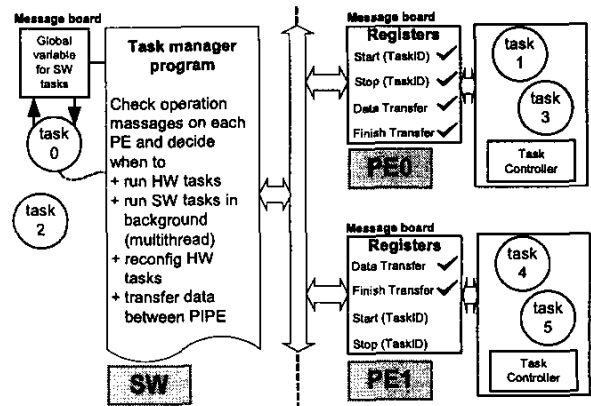 Message board
Global
variable
for SW
tasks
task
0
task
2
Task manager
program
Check operation
massages on each
PE and decide
when to
+ run HW tasks
+ run SW tasks in
background
(multithread)
+ reconfig HW
tasks
+ transfer data
between PIPE
SW
Message board
Registers
Start (TaskID) ✓
Stop (TaskID) ✓
Data Transfer ✓
Finish Transfer ✓
PE0
task
1
task
3
Task
Controller
Message board
Registers
Data Transfer ✓
Finish Transfer ✓
Start (TaskID)
Stop (TaskID)
PE1
task
4
task
5
Task
Controller